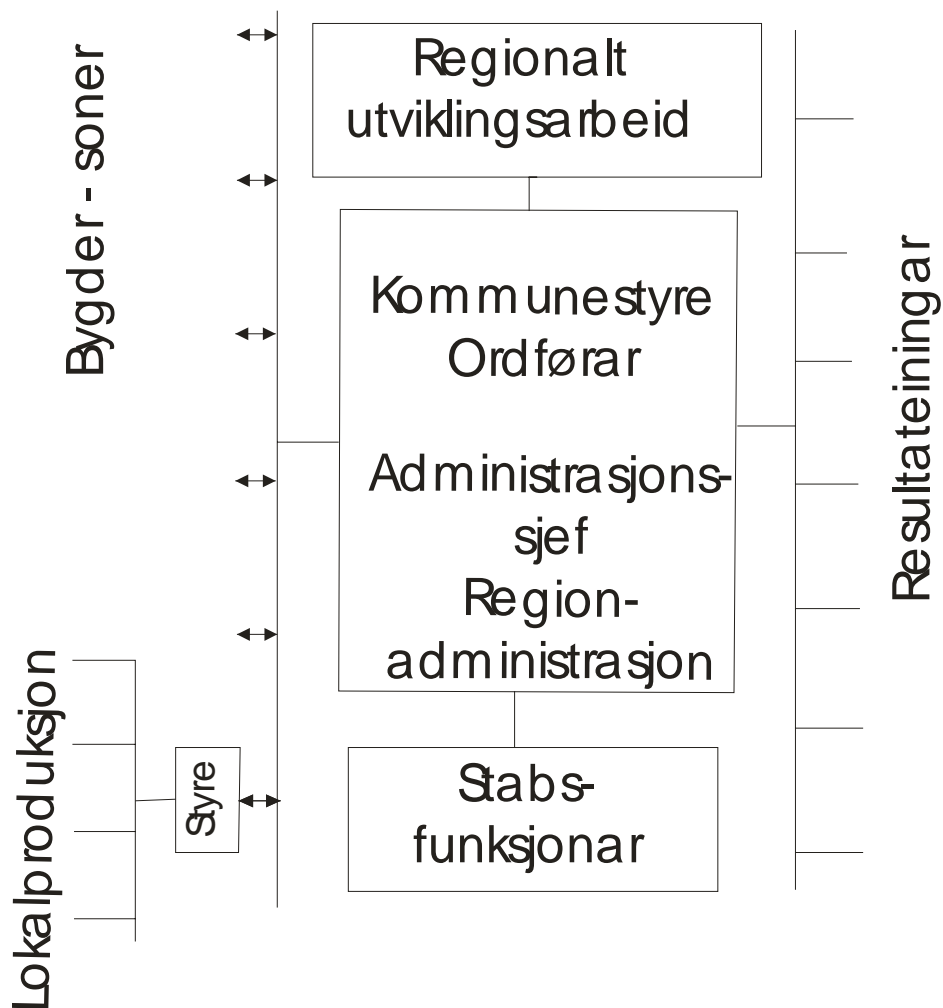 Bygder - soner
Regionalt
utviklingsarbeid
Kommunestyre
Ordførar
Administrasjons-
sjef
Region-
administrasjon
Resultateiningar
Lokalproduksjon
Styre
Stabs-
funksjonar